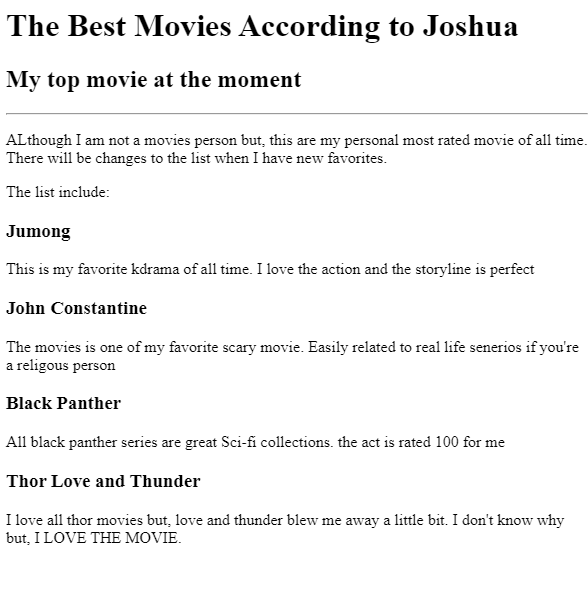 The Best Movies According to Joshua
My top movie at the moment
ALthough I am not a movies person but, this are my personal most rated movie of all time.
There will be changes to the list when I have new favorites.
The list include:
Jumong
This is my favorite kdrama of all time. I love the action and the storyline is perfect
John Constantine
The movies is one of my favorite scary movie. Easily related to real life senerios if you're
a religous person
Black Panther
All black panther series are great Sci-fi collections. the act is rated 100 for me
Thor Love and Thunder
I love all thor movies but, love and thunder blew me away a little bit. I don't know why
but, I LOVE THE MOVIE.